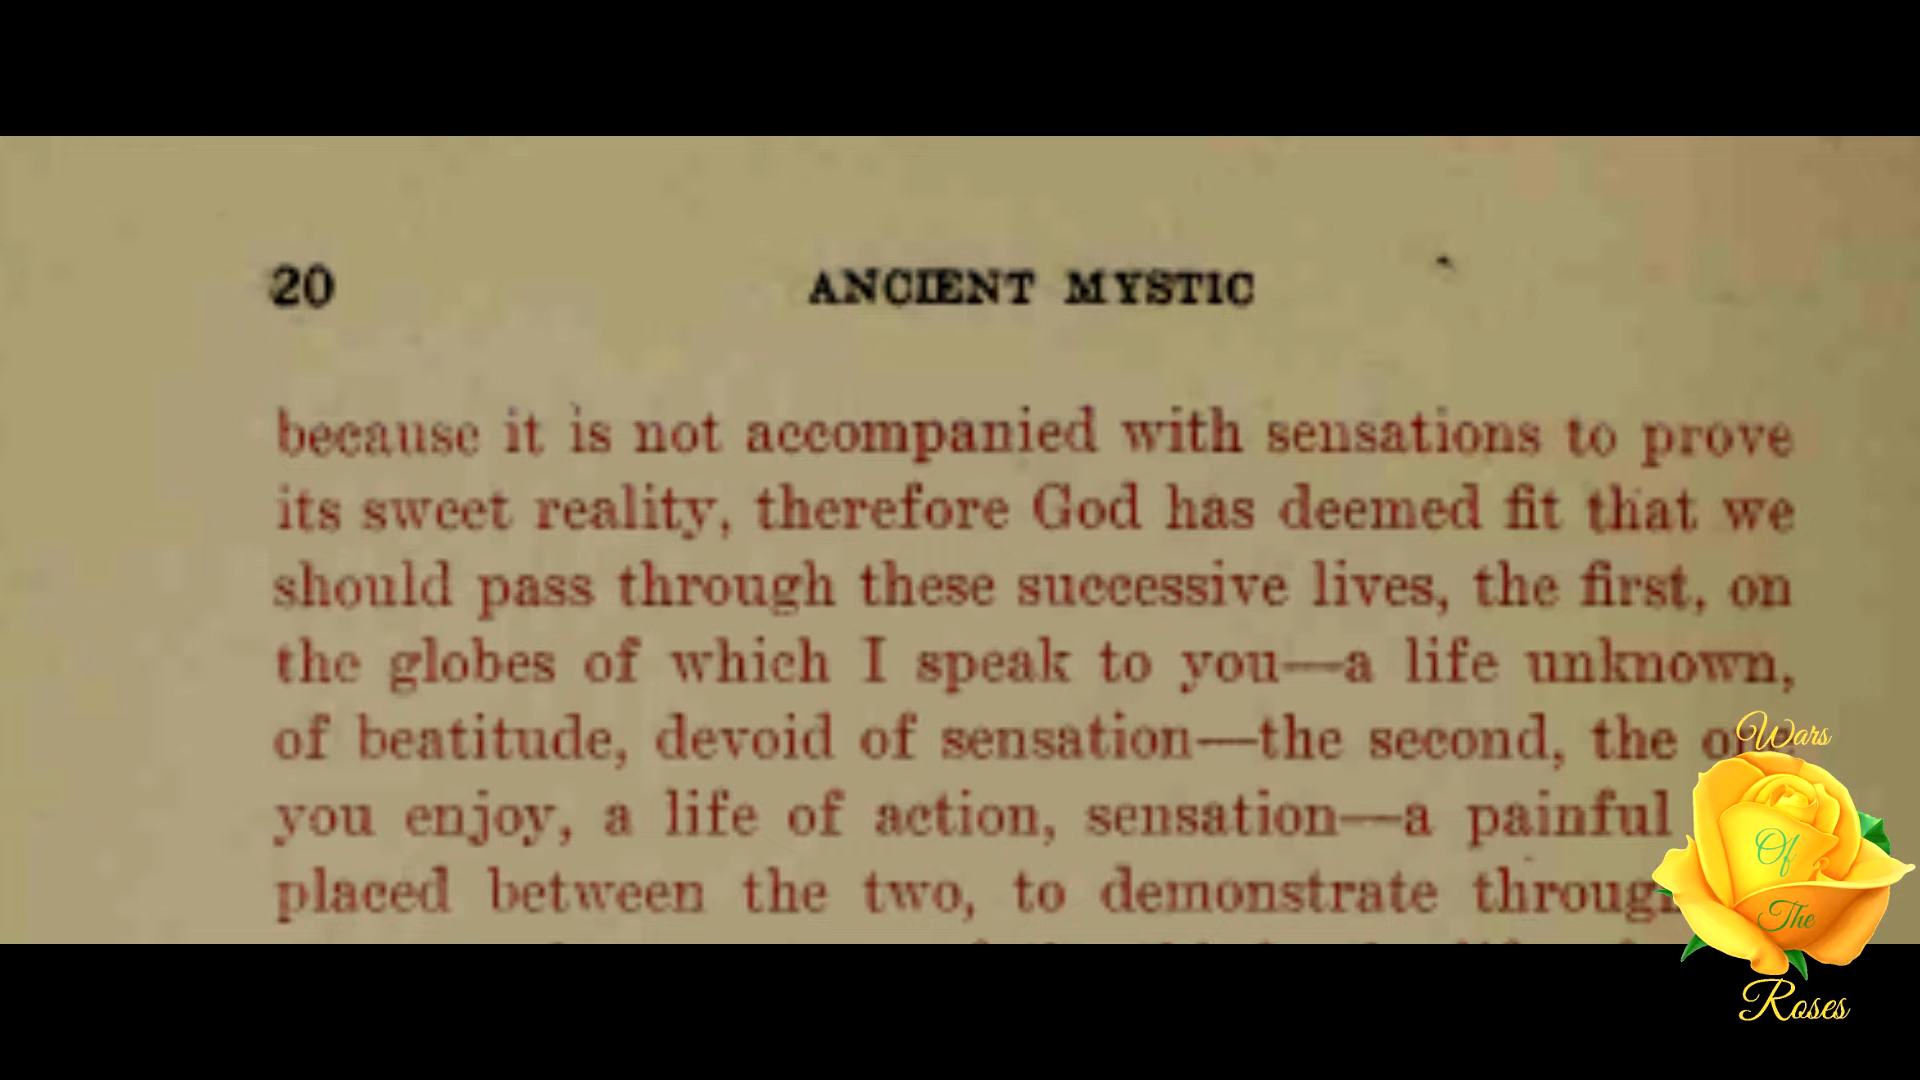 20 ANCIENT MYSTIC
because it is not accompanied with sensations to prove
its sweet reality, therefore God has deemed fit that we
should pass through these successive lives, the first, on
the globes of which I speak to you—a life unknown,
of beatitude, devoid of sensation—the second, the
you enjoy, a life of action, sensation—a painful
placed between the two, to demonstrate
Wars
Of
The
Roses